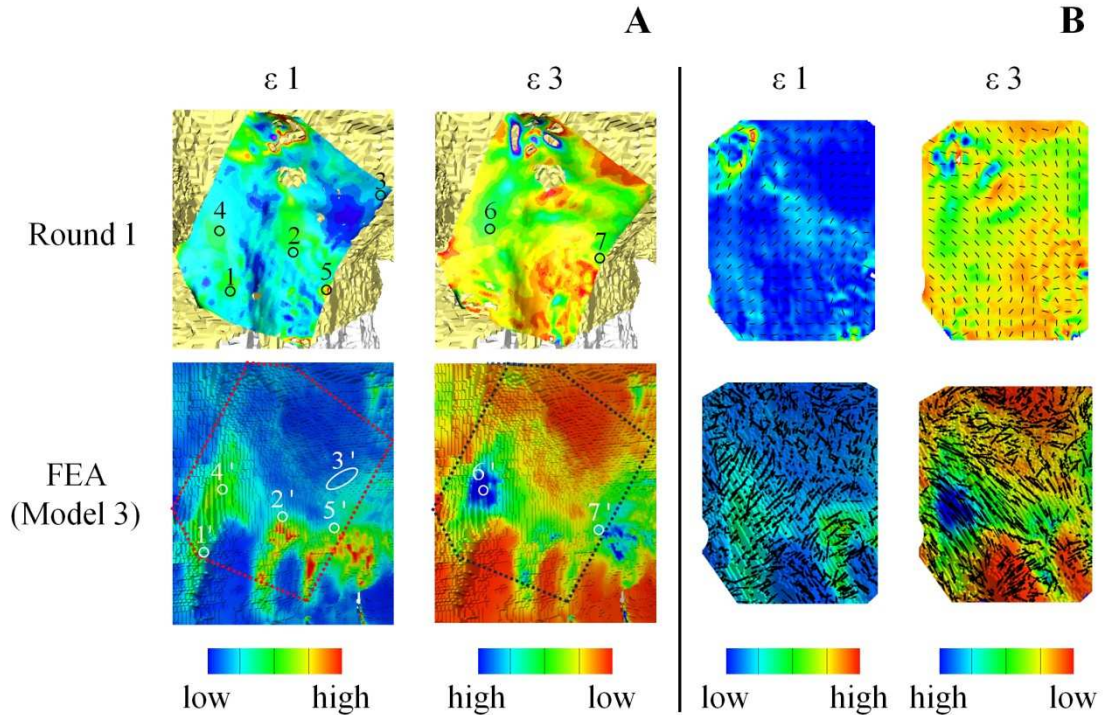 A
B
ε 1
ε 3
ε 1
ε 3
Round 1
3
4
2
1
5
6
7
FEA
(Model 3)
4'
3'
2'
5'
1'
6'
7'
low
high
high
low
low
high
high
low